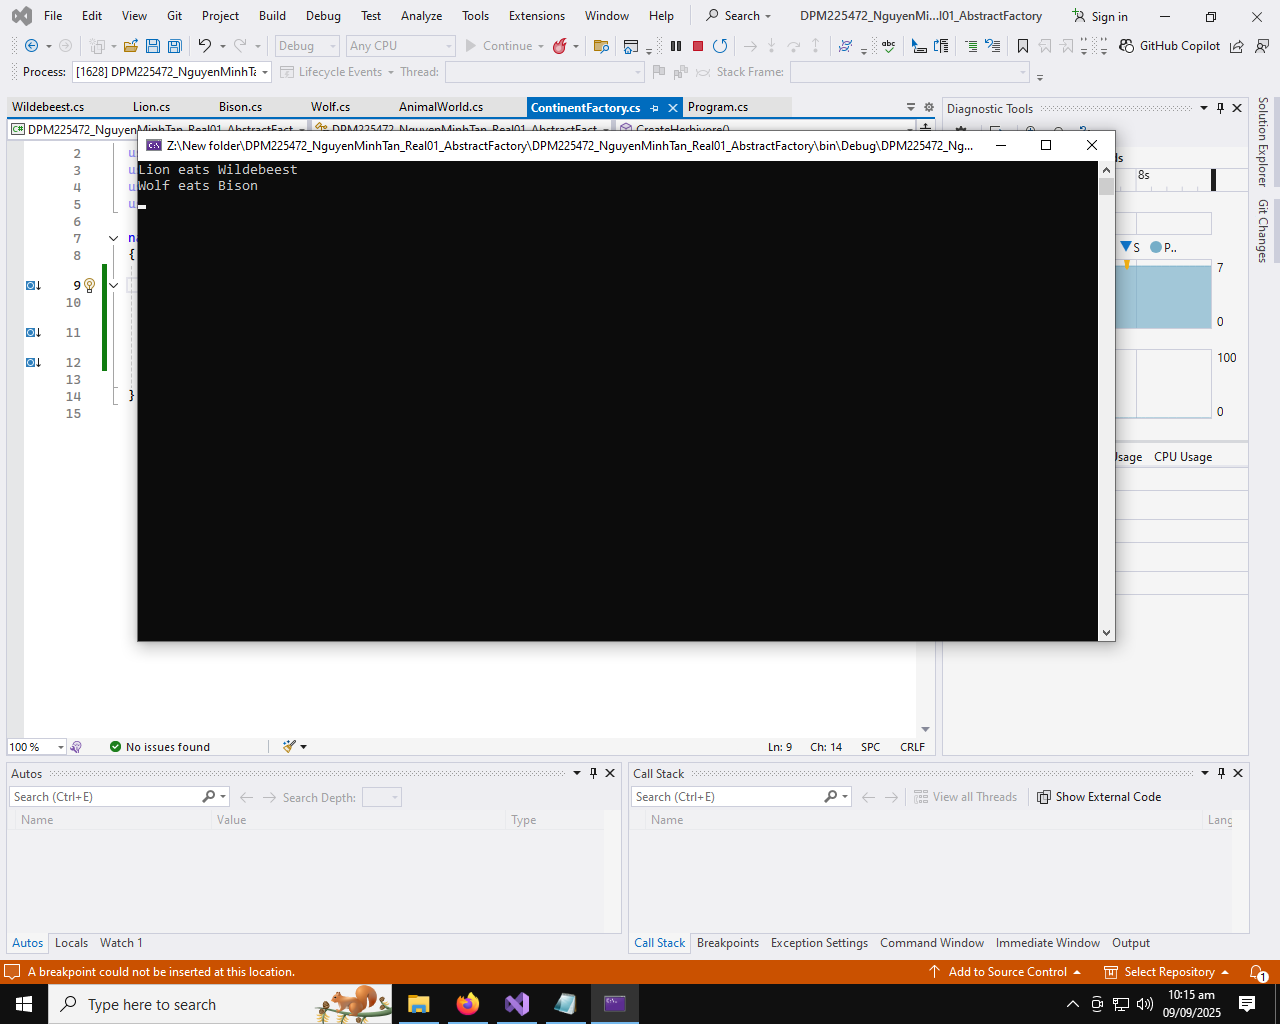 File Edit View Git Project Build Debug Test Analyze Tools Extensions Window Help Search DPM225472_NguyenMi...l01_AbstractFactory Sign in
Debug Any CPU Continue GitHub Copilot
Process: [1628] DPM225472_NguyenMinhTa Lifecycle Events Thread: Stack Frame:
Wildebeest.cs Lion.cs Bison.cs Wolf.cs AnimalWorld.cs ContinentFactory.cs Program.cs
DPM225472_NguyenMinhTan_Real01_AbstractFact DPM225472_NguyenMinhTan_Real01_AbstractFact CreateHerbivore()
Z:\New folder\DPM225472_NguyenMinhTan_Real01_AbstractFactory\DPM225472_NguyenMinhTan_Real01_AbstractFactory\bin\Debug\DPM225472_Ng...
Lion eats Wildebeest
Wolf eats Bison
2
3
4
5
6
7
8
{
9
10
11
12
13
14
}
15
Diagnostic Tools
8s
S P..
7
0
100
0
CPU Usage
Solution Explorer
Git Changes
100 % No issues found Ln: 9 Ch: 14 SPC CRLF
Autos
Search (Ctrl+E) Search Depth:
Name Value Type
Autos Locals Watch 1
Call Stack
Search (Ctrl+E) View all Threads Show External Code
Name Lang
Call Stack Breakpoints Exception Settings Command Window Immediate Window Output
A breakpoint could not be inserted at this location. Add to Source Control Select Repository 1
Type here to search
10:15 am
09/09/2025